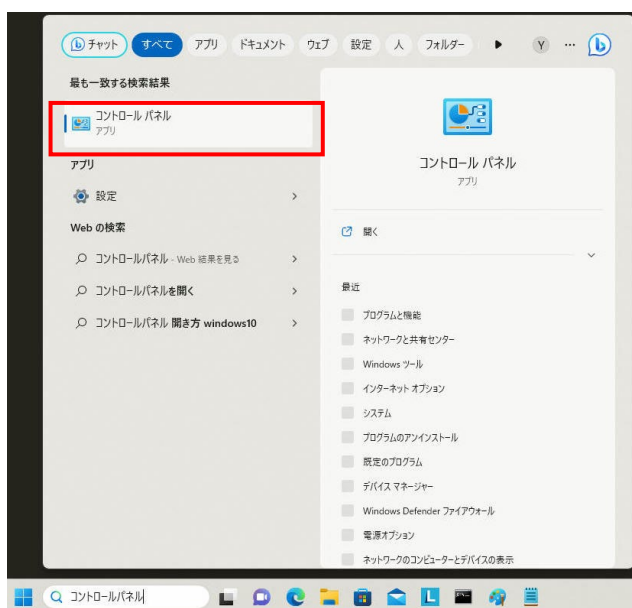 チャット すべて アプリ ドキュメント ウェブ 設定 人 フォルダー Y …
最も一致する検索結果
コントロール パネル
アプリ
アプリ
設定
Web の検索
コントロールパネル - Web 結果を見る
コントロールパネルを開く
コントロールパネル 開き方 windows10
コントロール パネル
アプリ
開く
最近
プログラムと機能
ネットワークと共有センター
Windows ツール
インターネット オプション
システム
プログラムのアンインストール
既定のプログラム
デバイス マネージャー
Windows Defender ファイアウォール
電源オプション
ネットワークのコンピューターとデバイスの表示
コントロールパネル
L